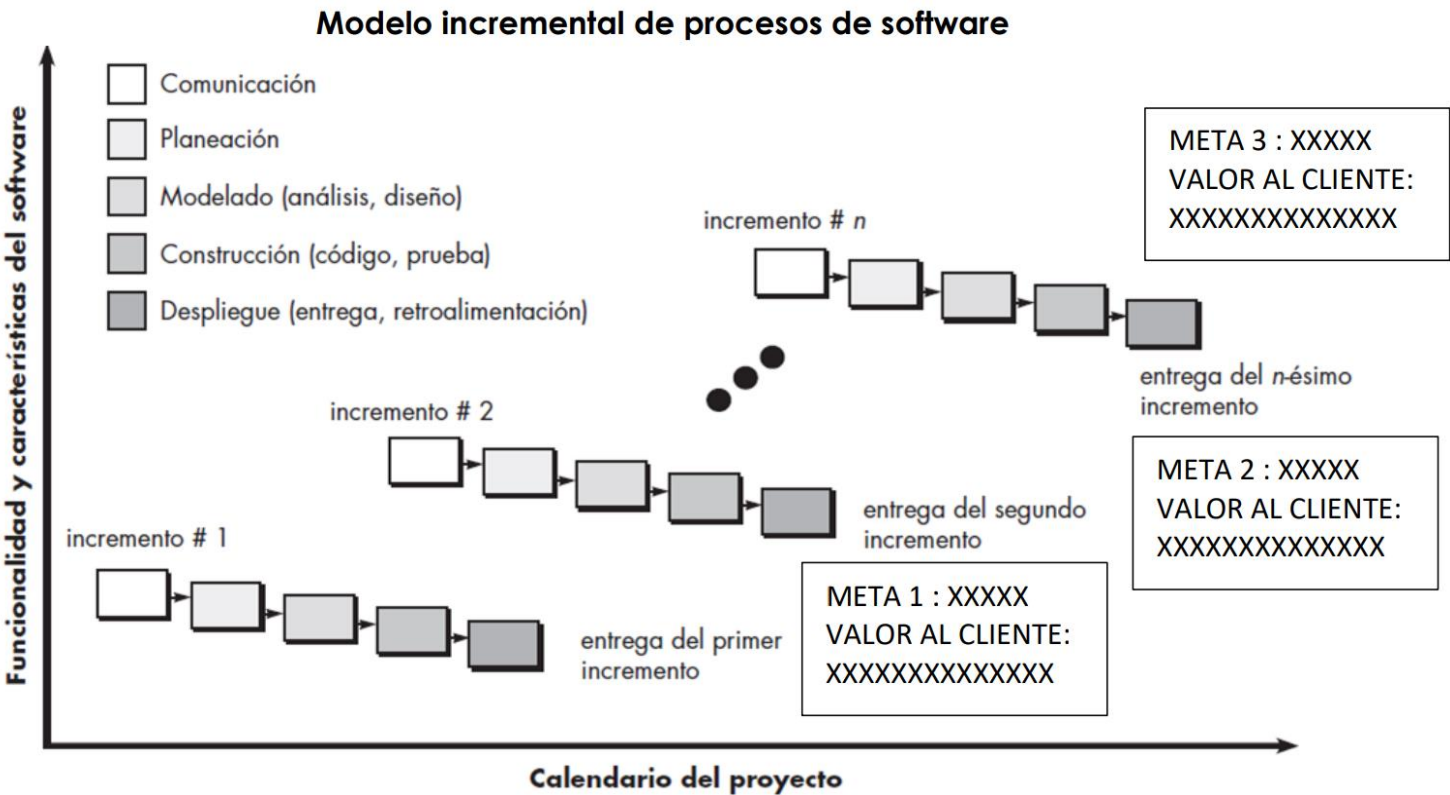 Modelo incremental de procesos de software
Funcionalidad y características del software
Comunicación
Planeación
Modelado (análisis, diseño)
Construcción (código, prueba)
Despliegue (entrega, retroalimentación)
META 3 : XXXXX
VALOR AL CLIENTE:
XXXXXXXXXXXXXX
incremento # n
entrega del n-ésimo
incremento
incremento # 2
entrega del segundo
incremento
META 2 : XXXXX
VALOR AL CLIENTE:
XXXXXXXXXXXXXX
incremento # 1
entrega del primer
incremento
META 1 : XXXXX
VALOR AL CLIENTE:
XXXXXXXXXXXXXX
Calendario del proyecto